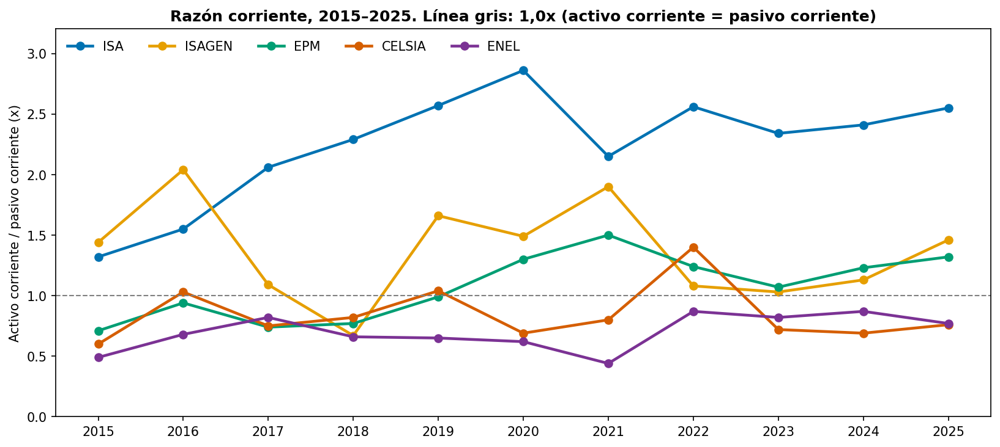 Razón corriente, 2015–2025. Línea gris: 1,0x (activo corriente = pasivo corriente)
ISA ISAGEN EPM CELSIA ENEL
Activo corriente / pasivo corriente (x)
3.0
2.5
2.0
1.5
1.0
0.5
0.0
2015 2016 2017 2018 2019 2020 2021 2022 2023 2024 2025